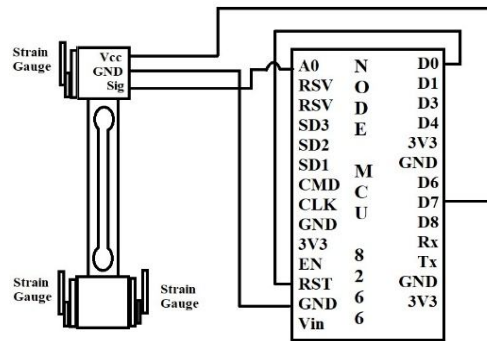 Strain
Gauge
Vcc
GND
Sig
Strain
Gauge
Strain
Gauge
A0
RSV
RSV
SD3
SD2
SD1
CMD
CLK
GND
3V3
EN
RST
GND
Vin
N
O
D
E
M
C
U
8
2
6
6
D0
D1
D3
D4
3V3
GND
D6
D7
D8
Rx
Tx
GND
3V3